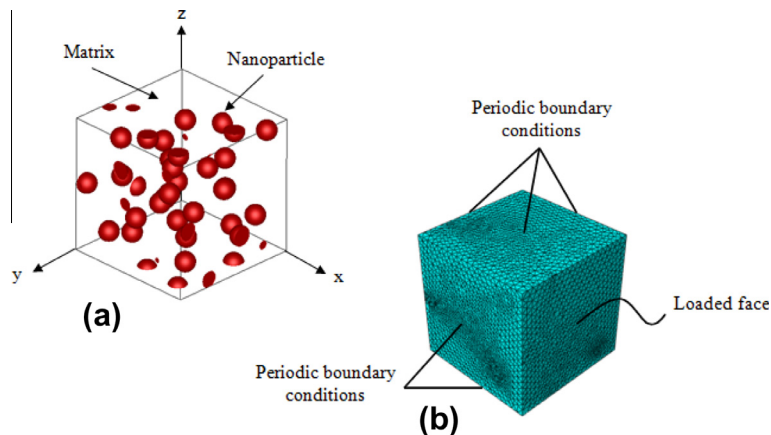 z
Matrix
Nanoparticle
y
x
(a)
Periodic boundary
conditions
Loaded face
Periodic boundary
conditions
(b)